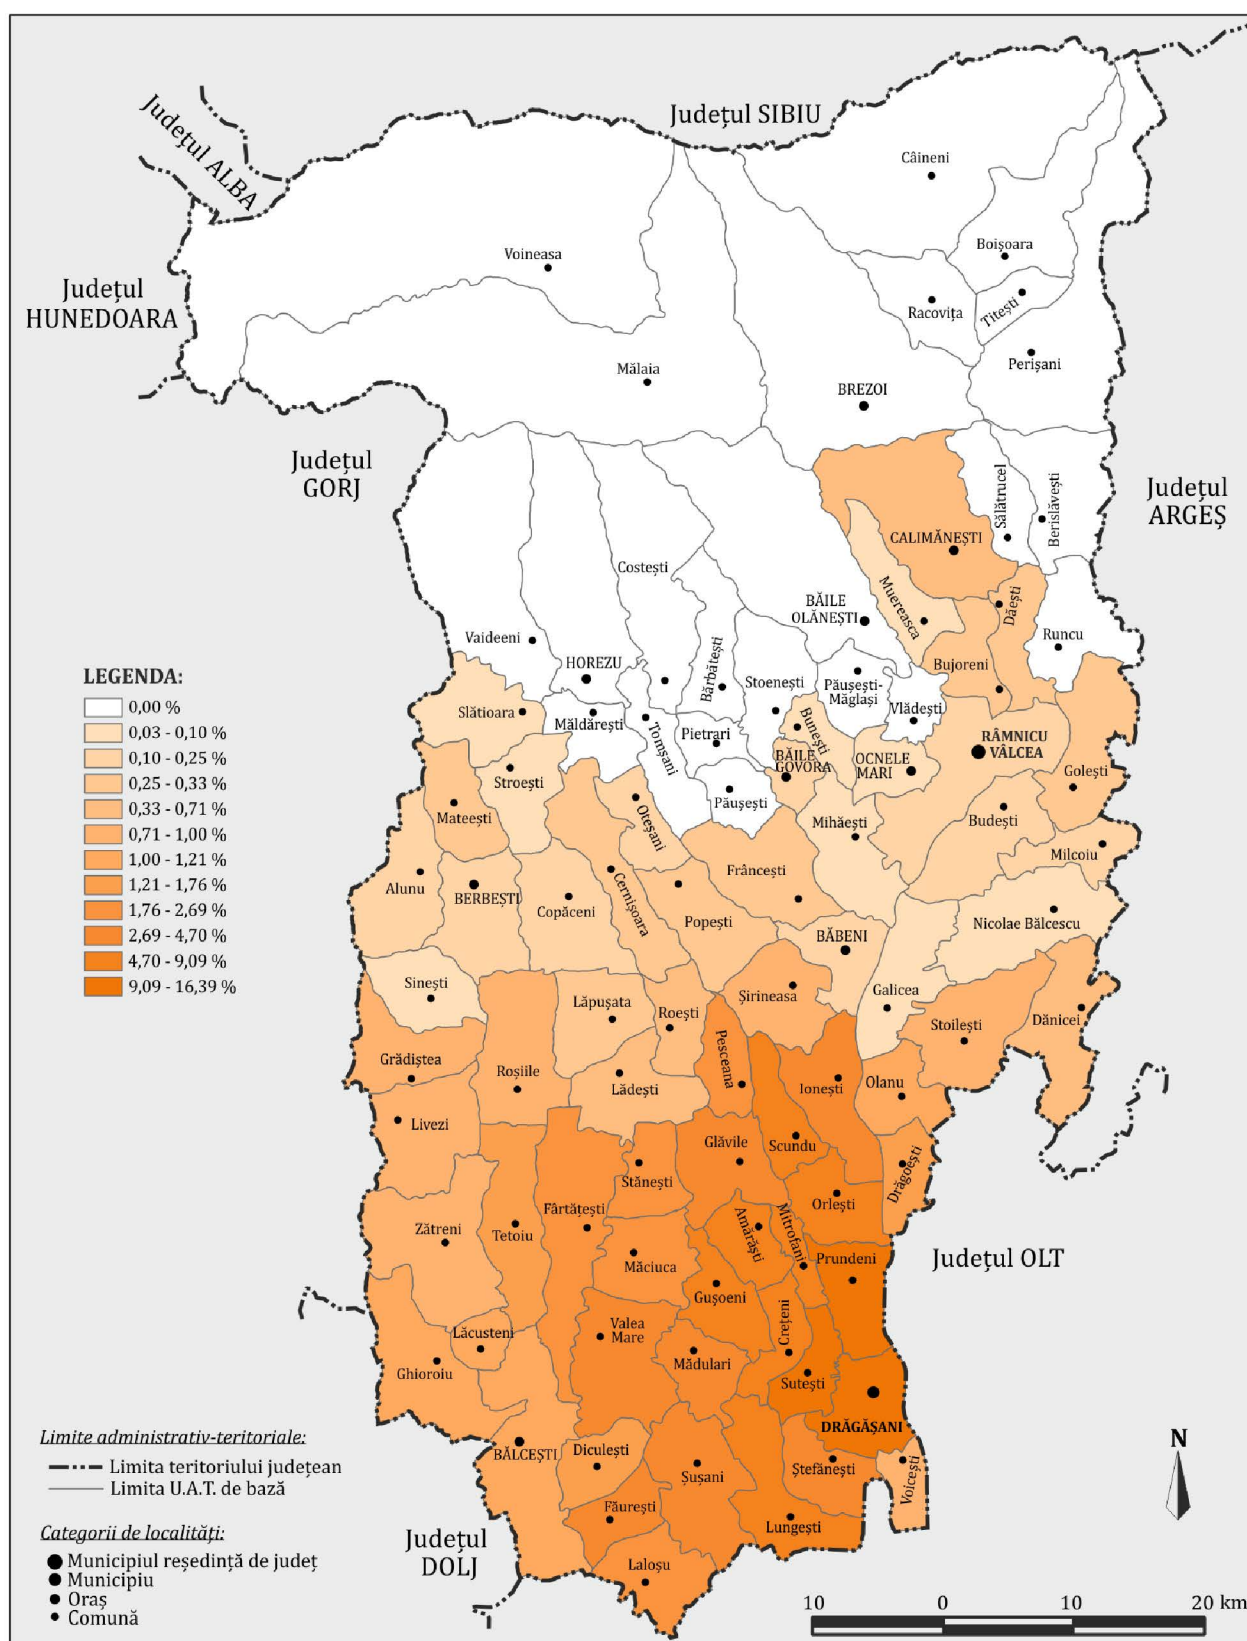 Județul SIBIU
Județul ALBA
Câineni
Boișoara
Voineasa
Județul
HUNEDOARA
Racovița
Titești
Perișani
Mălaia
BREZOI
Județul
GORJ
Județul
ARGEȘ
Sălătrucel
Berislăvești
CALIMĂNEȘTI
Costești
Muereasca
Dăești
BĂILE
OLĂNEȘTI
Vaideeni
Runcu
HOREZU
Bărbătești
Bujoreni
Stoenești
Păușești-
Măglași
Vlădești
Slătioara
Măldărești
Tomșani
Pietrari
Bunești
BĂILE
GOVORA
OCNELE
MARI
RÂMNICU
VÂLCEA
Golești
Stroești
Păușești
Mateești
Oteșani
Mihăești
Budești
Milcoiu
Frâncești
Alunu
BERBEȘTI
Copăceni
Cernișoara
Popești
Nicolae Bălcescu
BĂBENI
Sinești
Lăpușata
Roești
Șirineasa
Galicea
Stoilești
Dănicei
Grădiștea
Roșiile
Lădești
Pesceana
Ionești
Olanu
Livezi
Glăvile
Scundu
Stănești
Drăgoești
Orlești
Fârtățești
Zătreni
Tetoiu
Amărăști
Mitrofani
Prundeni
Județul OLT
Măciuca
Gușoeni
Lăcusteni
Valea
Mare
Crețeni
Mădulari
Ghioroiu
Sutești
DRĂGĂȘANI
BĂLCEȘTI
Diculești
Șușani
Ștefănești
Voicești
Făurești
Lungești
Județul
DOLJ
Laloșu
LEGENDA:
0,00 %
0,03 - 0,10 %
0,10 - 0,25 %
0,25 - 0,33 %
0,33 - 0,71 %
0,71 - 1,00 %
1,00 - 1,21 %
1,21 - 1,76 %
1,76 - 2,69 %
2,69 - 4,70 %
4,70 - 9,09 %
9,09 - 16,39 %
Limite administrativ-teritoriale:
Limita teritoriului județean
Limita U.A.T. de bază
Categorii de localități:
Municipiul reședință de județ
Municipiu
Oraș
Comună
N
10 0 10 20 km